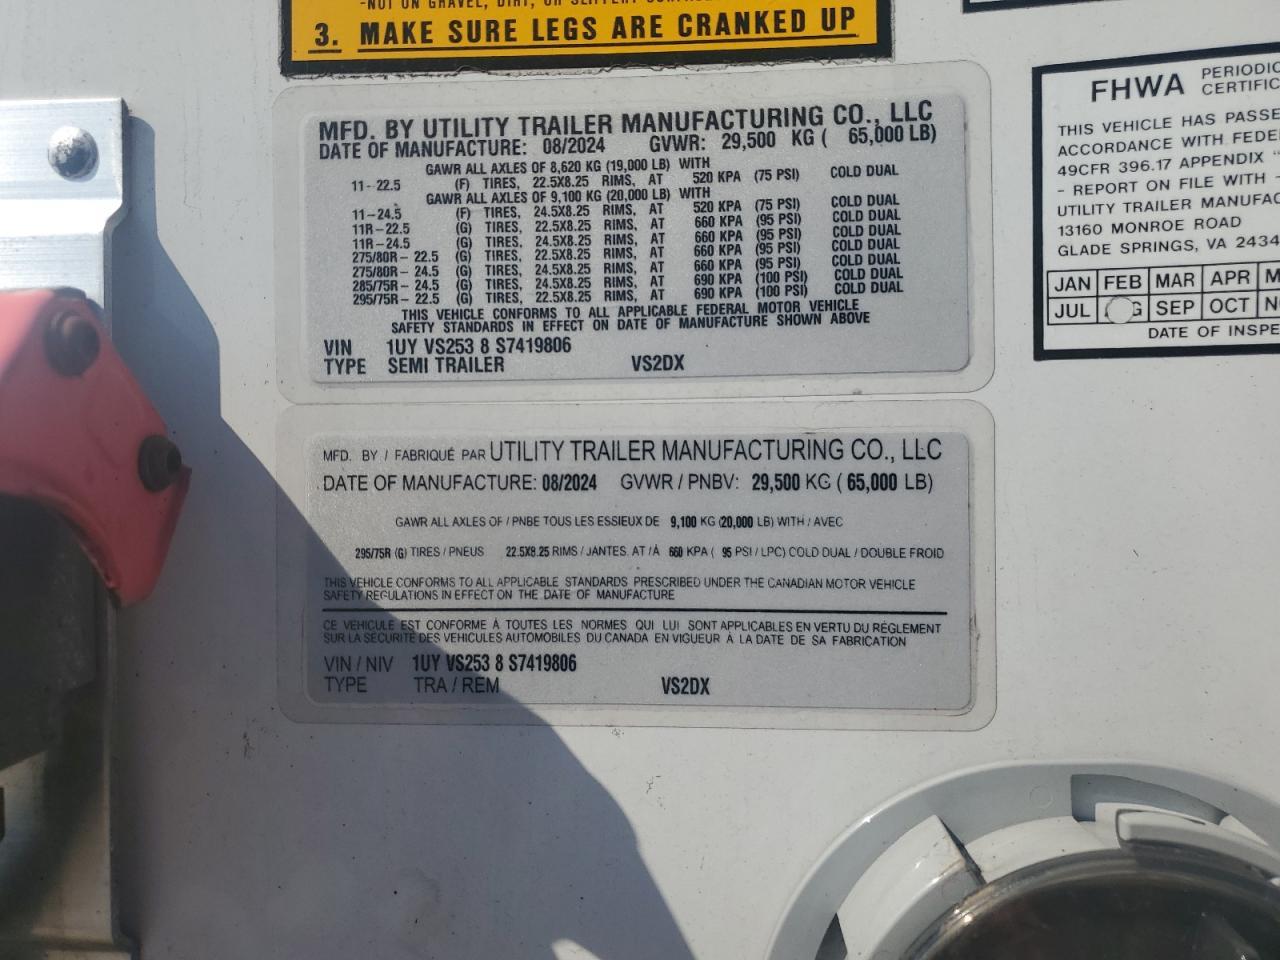 -NOT ON GRAVEL, DIRT, OR SLIPPERY
3. MAKE SURE LEGS ARE CRANKED UP
MFD. BY UTILITY TRAILER MANUFACTURING CO., LLC
DATE OF MANUFACTURE: 08/2024 GVWR: 29,500 KG ( 65,000 LB)
GAWR ALL AXLES OF 8,620 KG (19,000 LB) WITH
11-22.5 (F) TIRES, 22.5X8.25 RIMS, AT 520 KPA (75 PSI) COLD DUAL
GAWR ALL AXLES OF 9,100 KG (20,000 LB) WITH
11-24.5 (F) TIRES, 24.5X8.25 RIMS, AT 520 KPA (75 PSI) COLD DUAL
11R-22.5 (G) TIRES, 22.5X8.25 RIMS, AT 660 KPA (95 PSI) COLD DUAL
11R-24.5 (G) TIRES, 24.5X8.25 RIMS, AT 660 KPA (95 PSI) COLD DUAL
275/80R- 22.5 (G) TIRES, 22.5X8.25 RIMS, AT 660 KPA (95 PSI) COLD DUAL
275/80R- 24.5 (G) TIRES, 24.5X8.25 RIMS, AT 660 KPA (95 PSI) COLD DUAL
285/75R- 24.5 (G) TIRES, 24.5X8.25 RIMS, AT 690 KPA (100 PSI) COLD DUAL
295/75R- 22.5 (G) TIRES, 22.5X8.25 RIMS, AT 690 KPA (100 PSI) COLD DUAL
THIS VEHICLE CONFORMS TO ALL APPLICABLE FEDERAL MOTOR VEHICLE
SAFETY STANDARDS IN EFFECT ON DATE OF MANUFACTURE SHOWN ABOVE
VIN 1UY VS253 8 S7419806
TYPE SEMI TRAILER VS2DX
MFD. BY / FABRIQUÉ PAR UTILITY TRAILER MANUFACTURING CO., LLC
DATE OF MANUFACTURE: 08/2024 GVWR / PNBV: 29,500 KG ( 65,000 LB)
GAWR ALL AXLES OF / PNBE TOUS LES ESSIEUX DE 9,100 KG (20,000 LB) WITH / AVEC
295/75R (G) TIRES / PNEUS 22.5X8.25 RIMS / JANTES. AT / À 660 KPA ( 95 PSI / LPC) COLD DUAL / DOUBLE FROID
THIS VEHICLE CONFORMS TO ALL APPLICABLE STANDARDS PRESCRIBED UNDER THE CANADIAN MOTOR VEHICLE
SAFETY REGULATIONS IN EFFECT ON THE DATE OF MANUFACTURE
CE VEHICULE EST CONFORME À TOUTES LES NORMES QUI LUI SONT APPLICABLES EN VERTU DU RÉGLEMENT
SUR LA SÉCURITÉ DES VEHICULES AUTOMOBILES DU CANADA EN VIGUEUR À LA DATE DE SA FABRICATION
VIN / NIV 1UY VS253 8 S7419806
TYPE TRA / REM VS2DX
FHWA PERIODIC
CERTIFIC
THIS VEHICLE HAS PASSE
ACCORDANCE WITH FEDE
49CFR 396.17 APPENDIX "
- REPORT ON FILE WITH -
UTILITY TRAILER MANUFAC
13160 MONROE ROAD
GLADE SPRINGS, VA 2434
JAN FEB MAR APR M
JUL G SEP OCT N
DATE OF INSPE